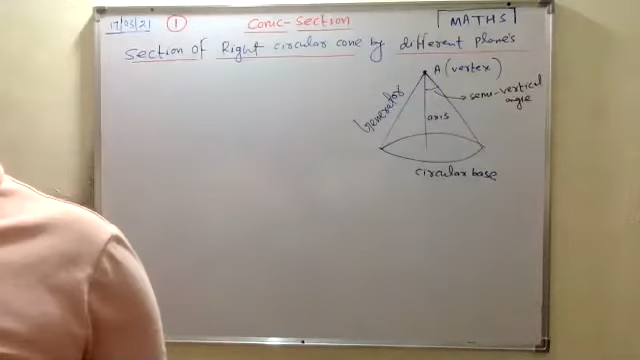 17/05/21 1 Conic-Section MATHS
Section of Right circular cone by different plane's
A (vertex)
Generator
semi-vertical
angle
axis
circular base